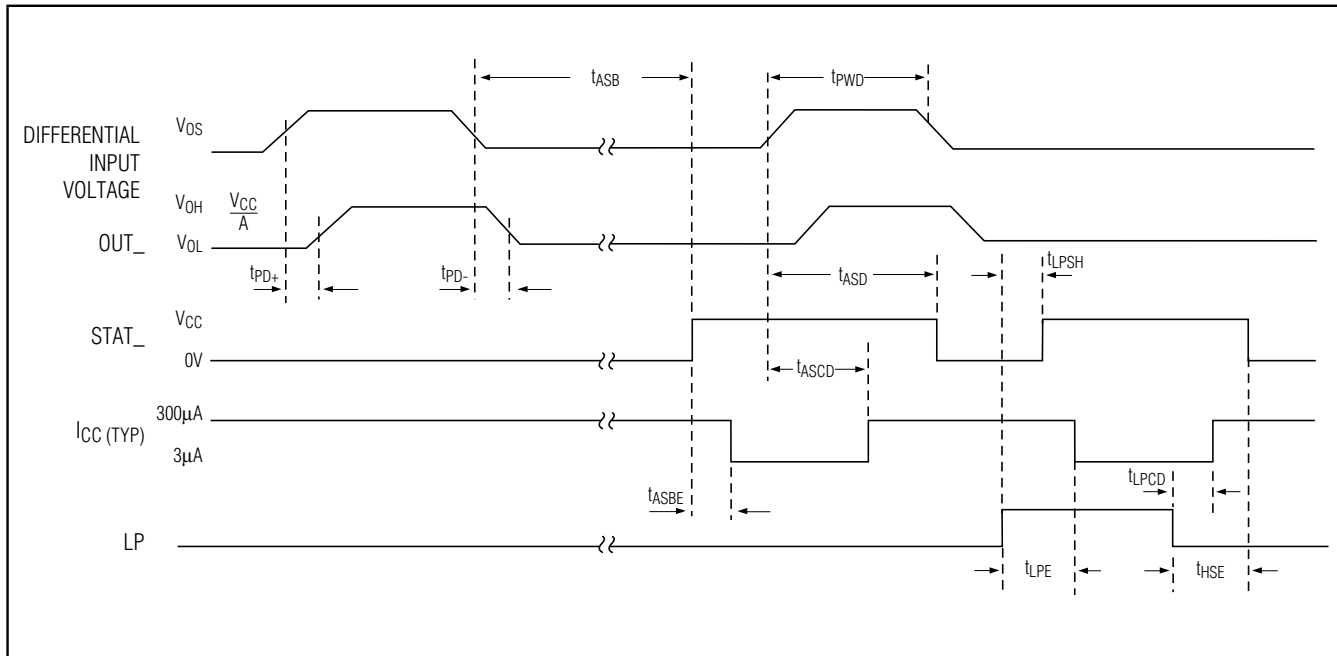 tASB
tPWD
DIFFERENTIAL
INPUT
VOLTAGE
VOS
VOH
VCC
A
OUT_
VOL
tPD+
tPD-
tASD
tLPSH
STAT_
VCC
0V
tASCD
ICC (TYP)
300µA
3µA
tASBE
tLPCD
LP
tLPE
tHSE